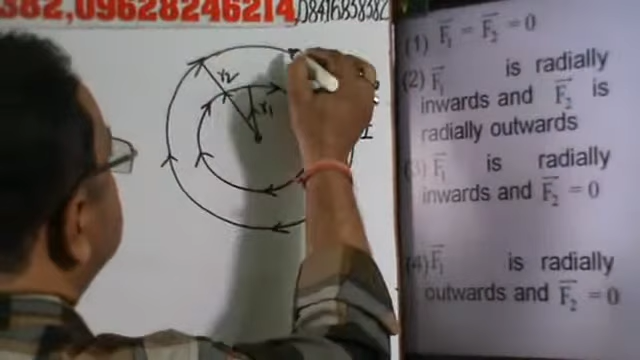 382,09628246214,08416838382
r2
r1
I
(1) F1 = F2 = 0
(2) F1 is radially
inwards and F2 is
radially outwards
(3) F1 is radially
inwards and F2 = 0
(4) F1 is radially
outwards and F2 = 0